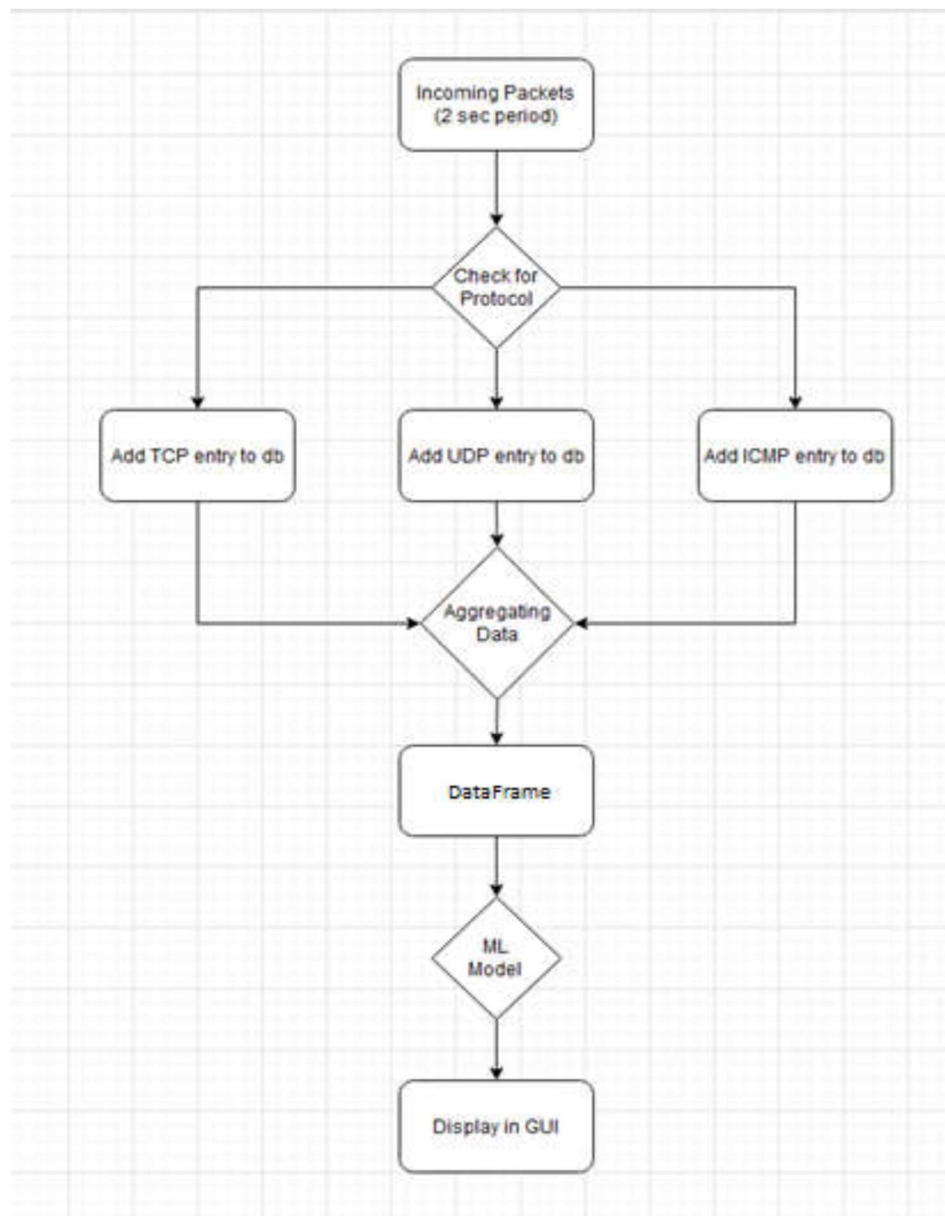 Incoming Packets
(2 sec period)
Check for
Protocol
Add TCP entry to db
Add UDP entry to db
Add ICMP entry to db
Aggregating
Data
DataFrame
ML
Model
Display in GUI